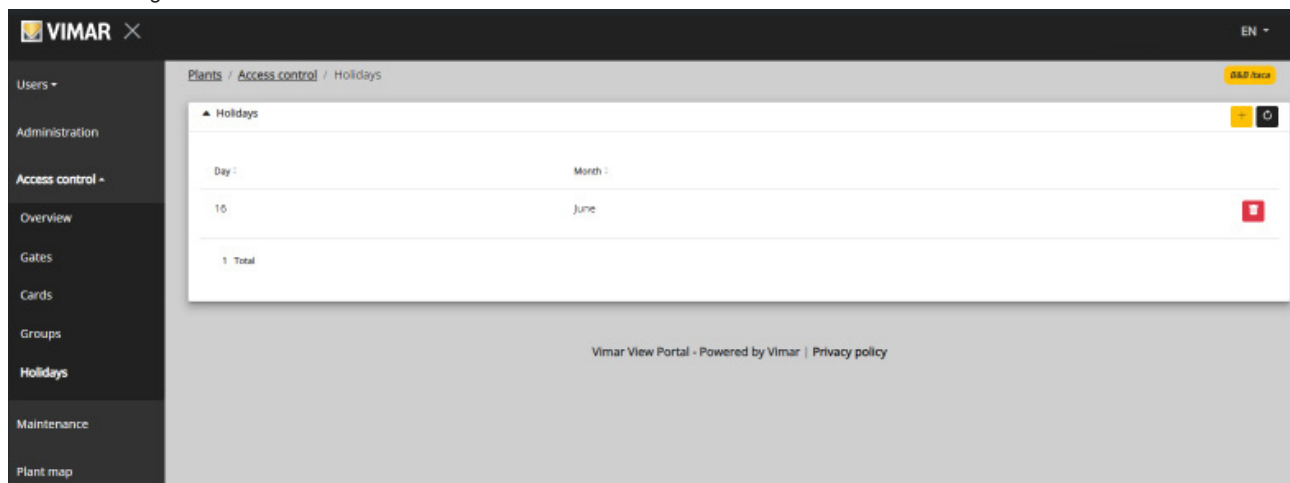 VIMAR
EN
Users
Plants / Access control / Holidays
Administration
Holidays
Access control
Day
Month
Overview
16
June
Gates
1 Total
Cards
Groups
Vimar View Portal - Powered by Vimar | Privacy policy
Holidays
Maintenance
Plant map